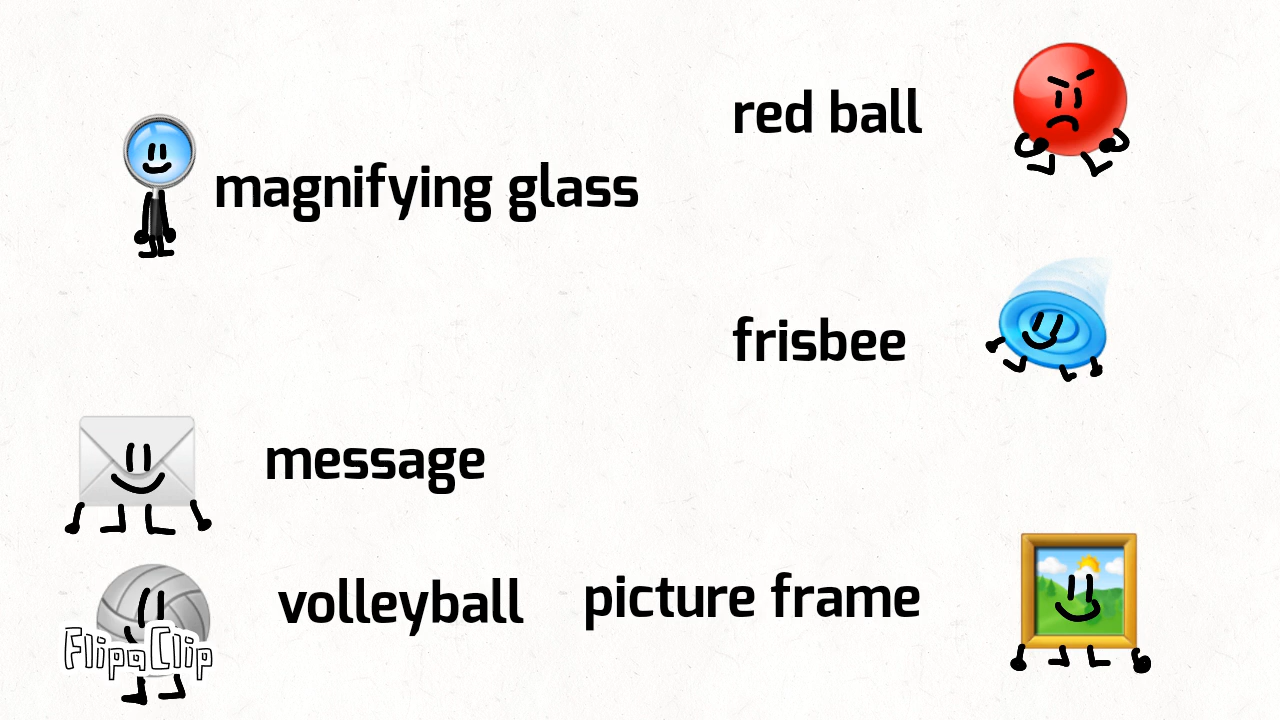 red ball
magnifying glass
frisbee
message
volleyball
picture frame
FlipaClip